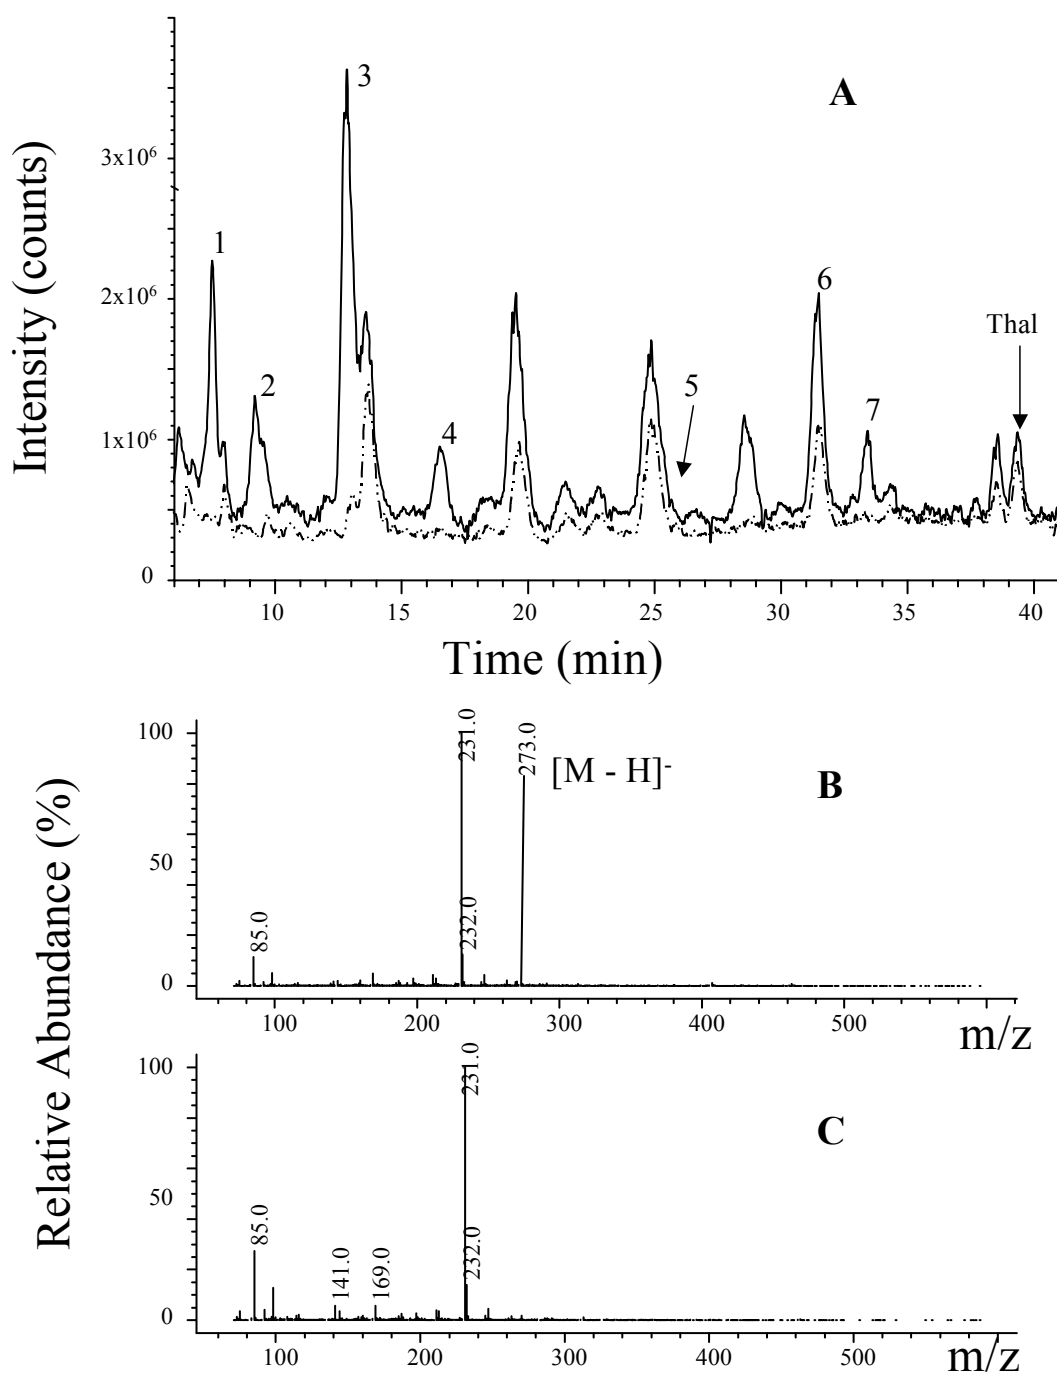 A
Intensity (counts)
3x10⁶
2x10⁶
1x10⁶
0
1
2
3
4
5
6
7
Thal
10 15 20 25 30 35 40
Time (min)
Relative Abundance (%)
B
100
50
0
85.0
231.0
232.0
273.0
[M - H]⁻
100 200 300 400 500
m/z
C
100
50
0
85.0
141.0
169.0
231.0
232.0
100 200 300 400 500
m/z